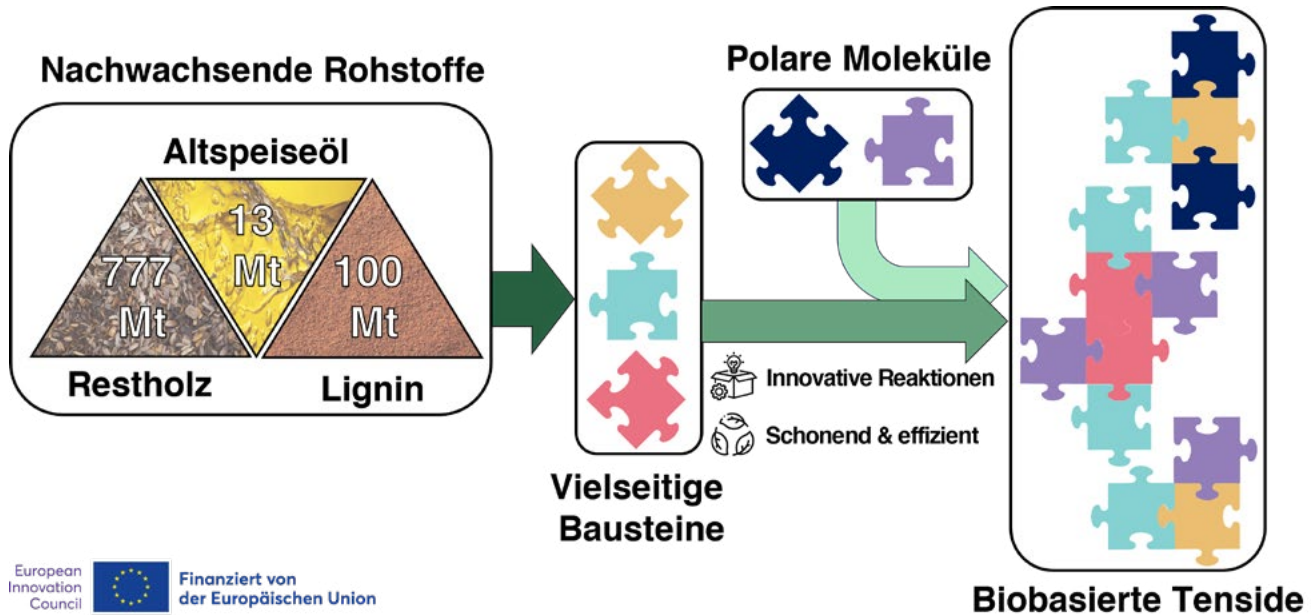 Nachwachsende Rohstoffe
Altspeiseöl
13
Mt
777
Mt
100
Mt
Restholz
Lignin
Vielseitige
Bausteine
Polare Moleküle
Innovative Reaktionen
Schonend & effizient
Biobasierte Tenside
European
Innovation
Council
Finanziert von
der Europäischen Union